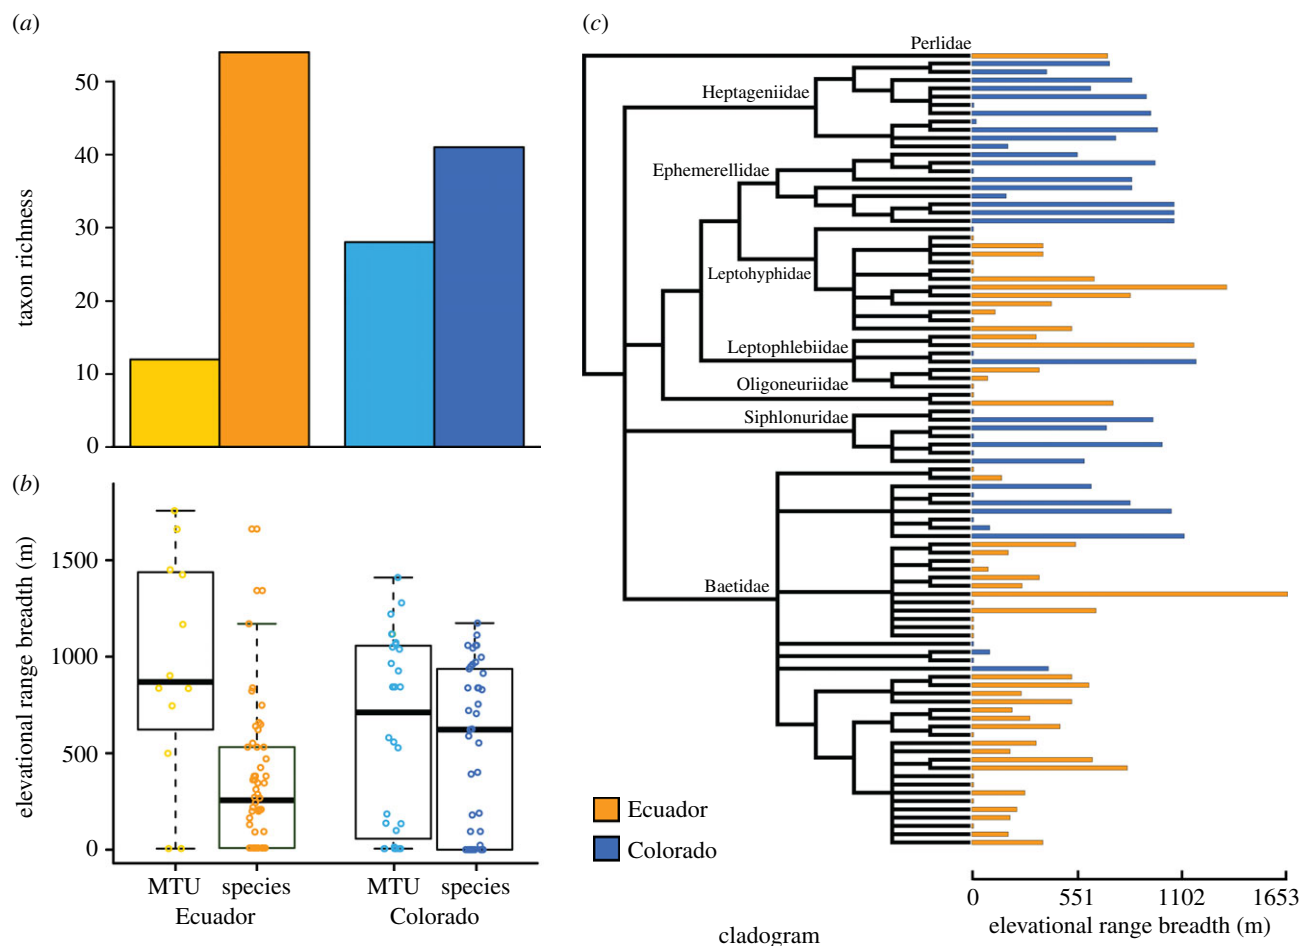 (a)
taxon richness
50
40
30
20
10
0
(b)
elevational range breadth (m)
1500
1000
500
0
MTU species MTU species
Ecuador Colorado
(c)
Perlidae
Heptageniidae
Ephemerellidae
Leptohyphidae
Leptophlebiidae
Oligoneuriidae
Siphlonuridae
Baetidae
Ecuador
Colorado
0 551 1102 1653
elevational range breadth (m)
cladogram